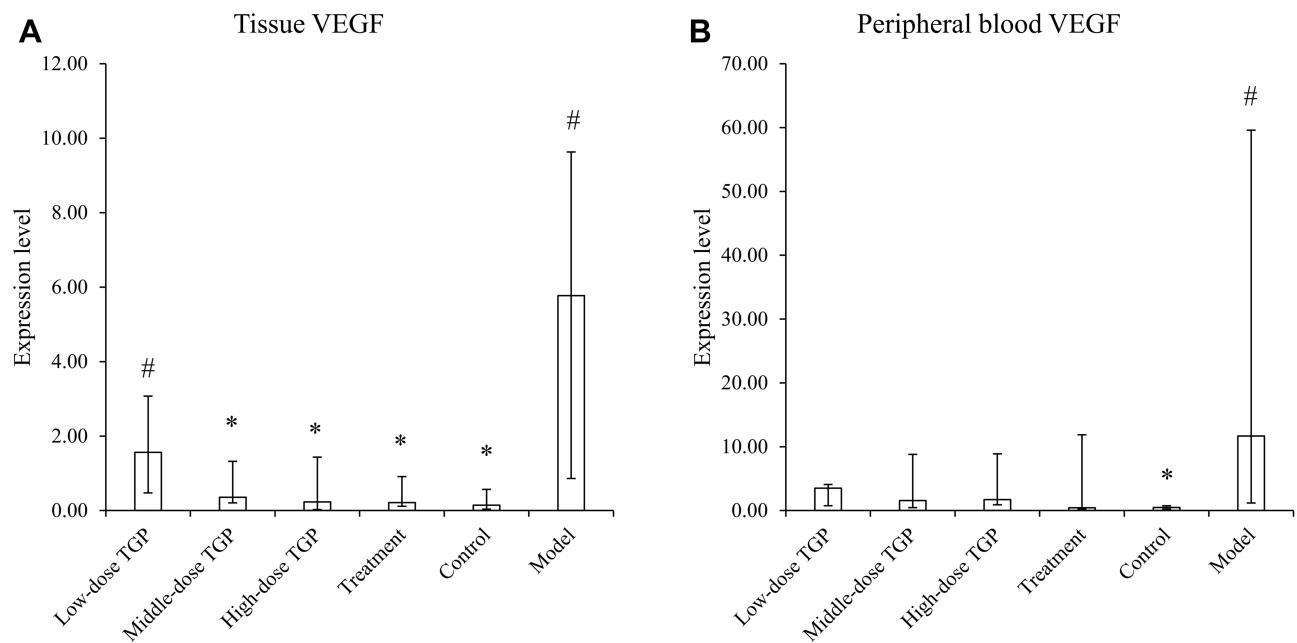 A
Tissue VEGF
12.00
10.00
8.00
6.00
4.00
2.00
0.00
Expression level
#
*
*
*
*
#
Low-dose TGP
Middle-dose TGP
High-dose TGP
Treatment
Control
Model
B
Peripheral blood VEGF
70.00
60.00
50.00
40.00
30.00
20.00
10.00
0.00
Expression level
*
#
Low-dose TGP
Middle-dose TGP
High-dose TGP
Treatment
Control
Model